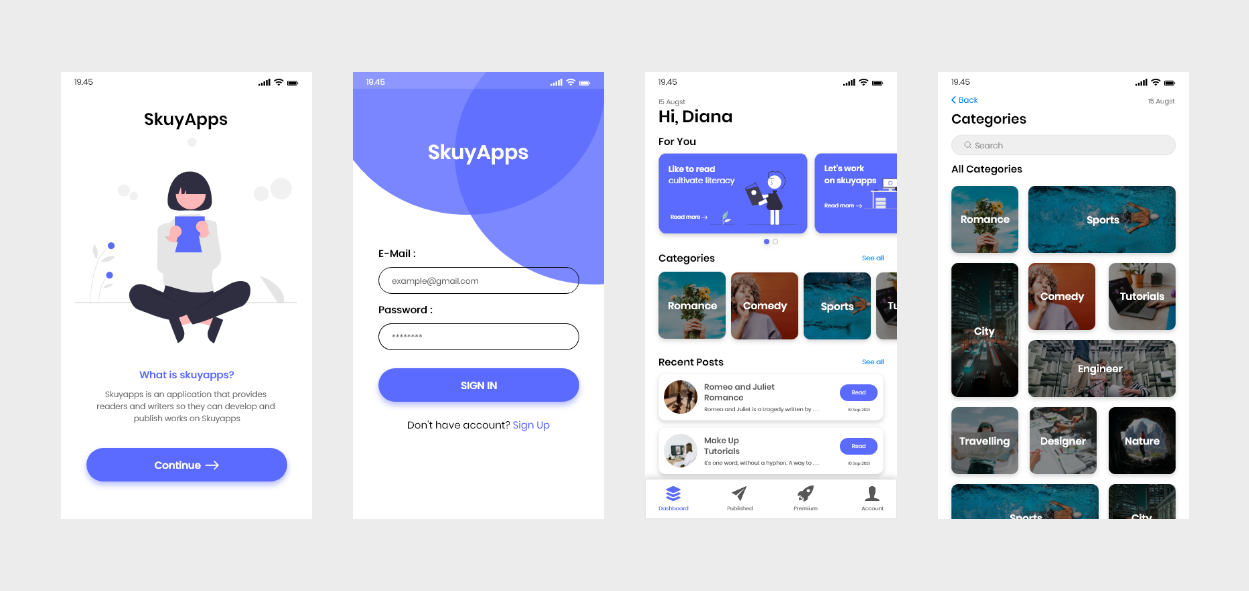 19.45
SkuyApps
What is skuyapps?
Skuyapps is an application that provides
readers and writers so they can develop and
publish works on Skuyapps
Continue
19.45
SkuyApps
E-Mail :
example@gmail.com
Password :
********
SIGN IN
Don't have account? Sign Up
19.45
15 Augst
Hi, Diana
For You
Like to read
cultivate literacy
Read more
Let's work
on skuyapps
Read more
Categories
See all
Romance
Comedy
Sports
Tu
Recent Posts
See all
Romeo and Juliet
Romance
Romeo and Juliet is a tragedy written by . . .
Read
10 Sep, 2021
Make Up
Tutorials
It's one word, without a hyphen. A way to . . .
Read
10 Sep, 2021
Dashboard
Published
Premium
Account
19.45
Back
15 Augst
Categories
Search
All Categories
Romance
Sports
City
Comedy
Tutorials
Engineer
Travelling
Designer
Nature
Sports
City